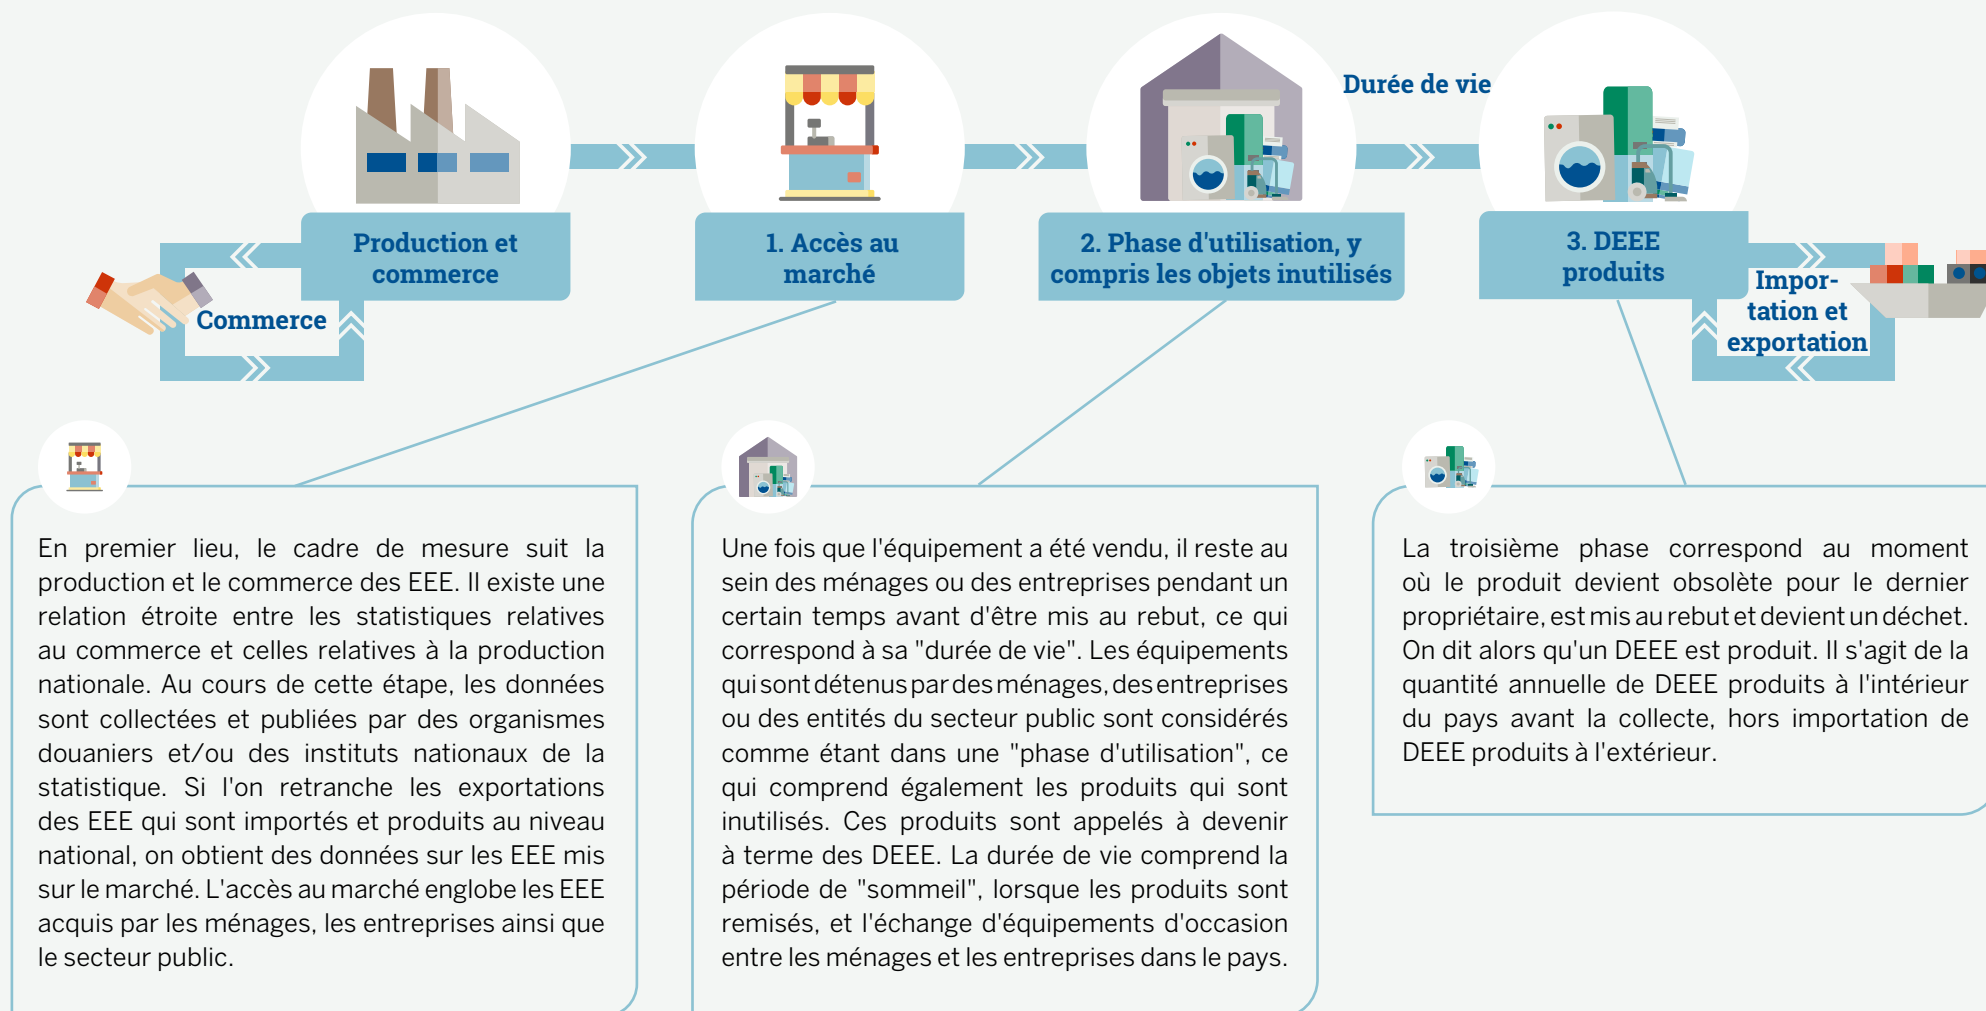 Durée de vie
Production et
commerce
1. Accès au
marché
2. Phase d'utilisation, y
compris les objets inutilisés
3. DEEE
produits
Commerce
Impor-
tation et
exportation
En premier lieu, le cadre de mesure suit la
production et le commerce des EEE. Il existe une
relation étroite entre les statistiques relatives
au commerce et celles relatives à la production
nationale. Au cours de cette étape, les données
sont collectées et publiées par des organismes
douaniers et/ou des instituts nationaux de la
statistique. Si l'on retranche les exportations
des EEE qui sont importés et produits au niveau
national, on obtient des données sur les EEE mis
sur le marché. L'accès au marché englobe les EEE
acquis par les ménages, les entreprises ainsi que
le secteur public.
Une fois que l'équipement a été vendu, il reste au
sein des ménages ou des entreprises pendant un
certain temps avant d'être mis au rebut, ce qui
correspond à sa "durée de vie". Les équipements
qui sont détenus par des ménages, des entreprises
ou des entités du secteur public sont considérés
comme étant dans une "phase d'utilisation", ce
qui comprend également les produits qui sont
inutilisés. Ces produits sont appelés à devenir
à terme des DEEE. La durée de vie comprend la
période de "sommeil", lorsque les produits sont
remisés, et l'échange d'équipements d'occasion
entre les ménages et les entreprises dans le pays.
La troisième phase correspond au moment
où le produit devient obsolète pour le dernier
propriétaire, est mis au rebut et devient un déchet.
On dit alors qu'un DEEE est produit. Il s'agit de la
quantité annuelle de DEEE produits à l'intérieur
du pays avant la collecte, hors importation de
DEEE produits à l'extérieur.